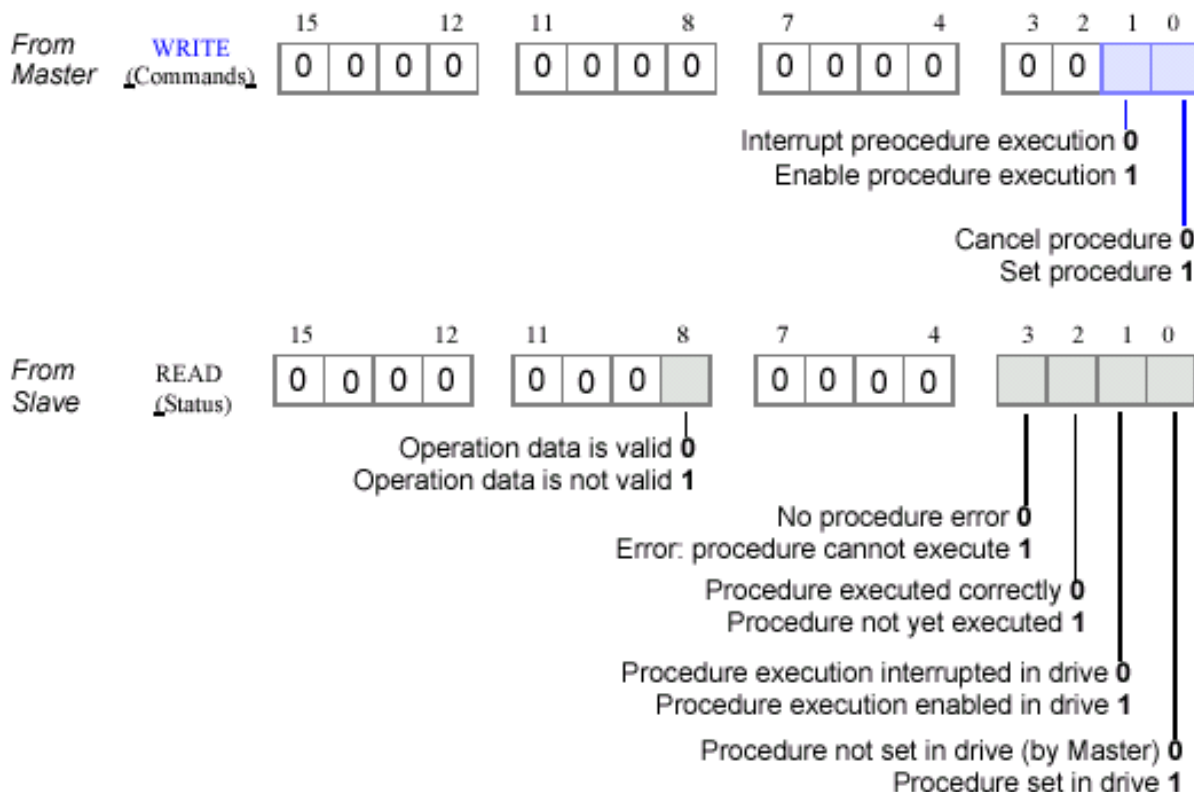 15 12 11 8 7 4 3 2 1 0
From WRITE 0 0 0 0 0 0 0 0 0 0 0 0 0 0
Master (Commands)
Interrupt preocedure execution 0
Enable procedure execution 1
Cancel procedure 0
Set procedure 1
15 12 11 8 7 4 3 2 1 0
From READ 0 0 0 0 0 0 0 0 0 0 0
Slave (Status)
Operation data is valid 0
Operation data is not valid 1
No procedure error 0
Error: procedure cannot execute 1
Procedure executed correctly 0
Procedure not yet executed 1
Procedure execution interrupted in drive 0
Procedure execution enabled in drive 1
Procedure not set in drive (by Master) 0
Procedure set in drive 1